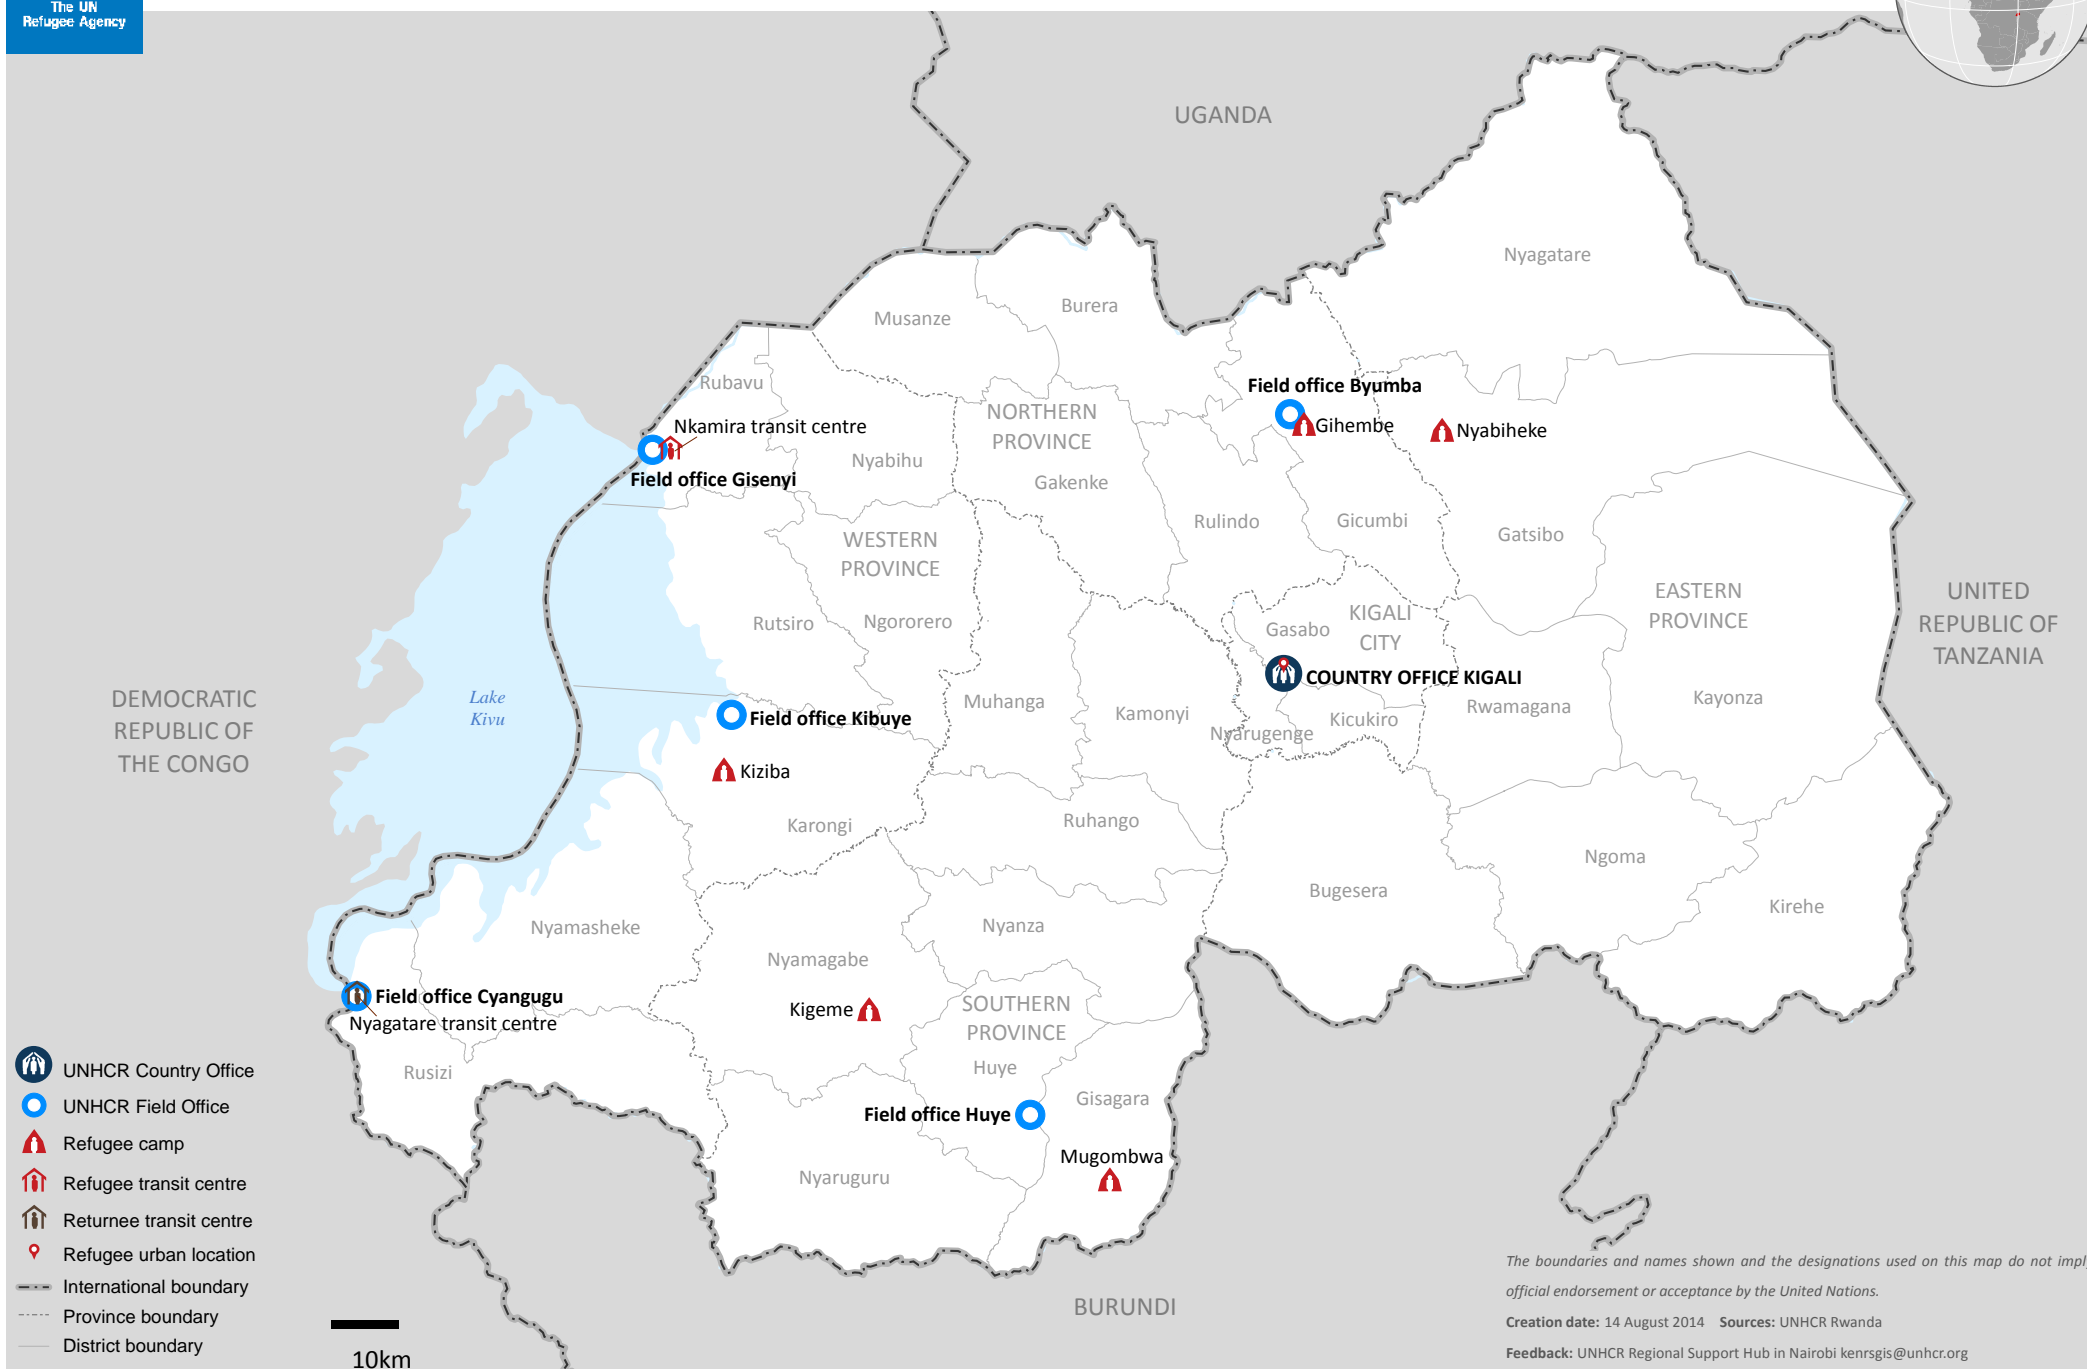 The UN
Refugee Agency
UGANDA
Nyagatare
Burera
Musanze
Rubavu
Field office Byumba
NORTHERN
PROVINCE
Gihembe
Nyabiheke
Nkamira transit centre
Nyabihu
Field office Gisenyi
Gakenke
Rulindo
Gicumbi
Gatsibo
WESTERN
PROVINCE
EASTERN
PROVINCE
UNITED
REPUBLIC OF
TANZANIA
Rutsiro
Ngororero
Gasabo
KIGALI
CITY
COUNTRY OFFICE KIGALI
DEMOCRATIC
REPUBLIC OF
THE CONGO
Lake
Kivu
Field office Kibuye
Muhanga
Kamonyi
Nyarugenge
Kicukiro
Rwamagana
Kayonza
Kiziba
Karongi
Ruhango
Ngoma
Bugesera
Kirehe
Nyamasheke
Nyanza
Nyamagabe
Field office Cyangugu
Nyagatare transit centre
Kigeme
SOUTHERN
PROVINCE
Huye
Rusizi
Gisagara
Field office Huye
Mugombwa
Nyaruguru
BURUNDI
UNHCR Country Office
UNHCR Field Office
Refugee camp
Refugee transit centre
Returnee transit centre
Refugee urban location
International boundary
Province boundary
District boundary
10km
The boundaries and names shown and the designations used on this map do not impl
official endorsement or acceptance by the United Nations.
Creation date: 14 August 2014 Sources: UNHCR Rwanda
Feedback: UNHCR Regional Support Hub in Nairobi kenrsgis@unhcr.org